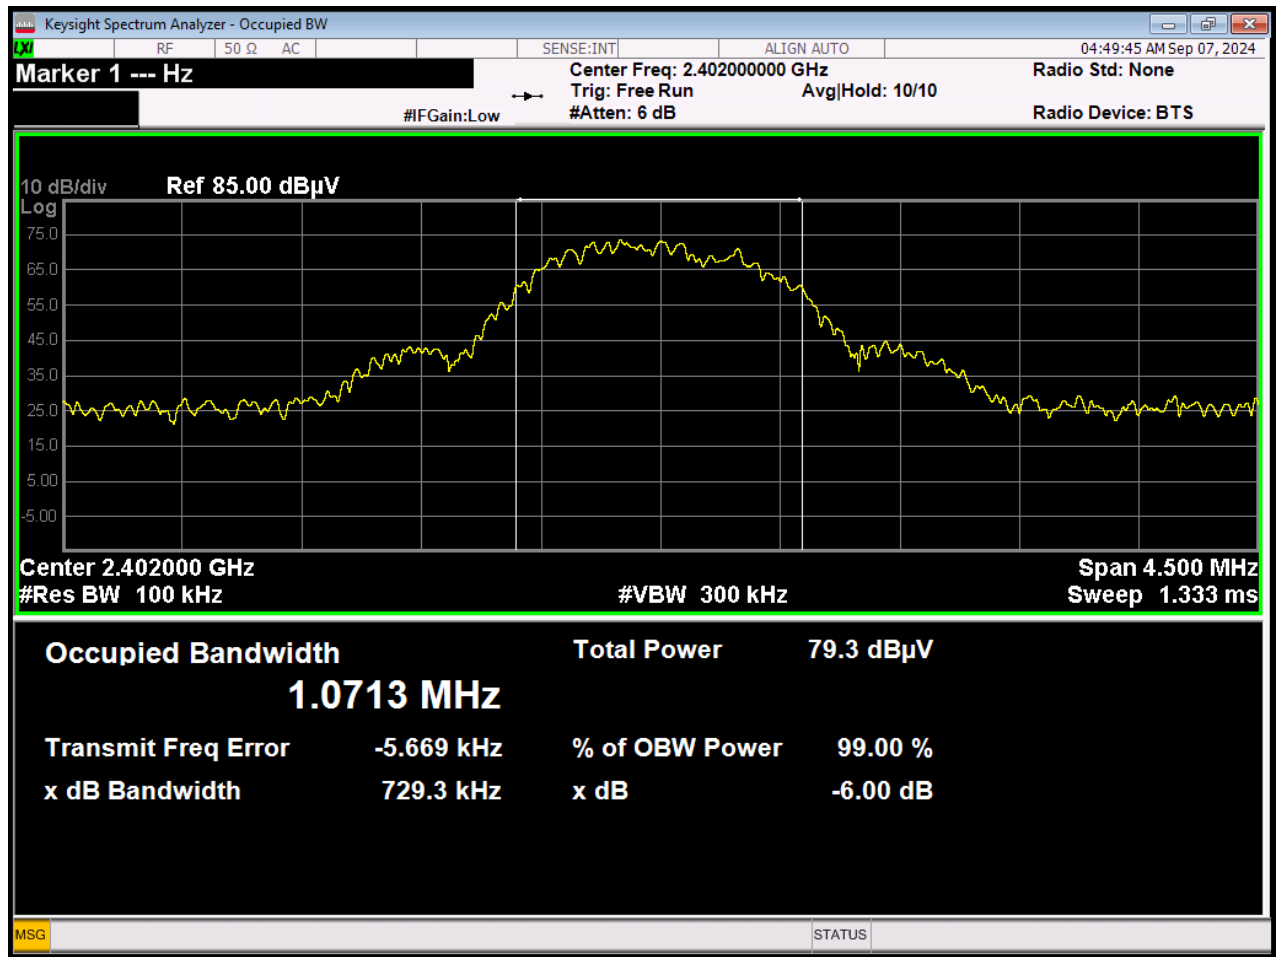 Keysight Spectrum Analyzer - Occupied BW
LXI RF 50 Ω AC SENSE:INT ALIGN AUTO 04:49:45 AM Sep 07, 2024
Marker 1 --- Hz
Center Freq: 2.402000000 GHz
Radio Std: None
Trig: Free Run
Avg|Hold: 10/10
#IFGain:Low
#Atten: 6 dB
Radio Device: BTS
10 dB/div
Ref 85.00 dBµV
Log
75.0
65.0
55.0
45.0
35.0
25.0
15.0
5.00
-5.00
Center 2.402000 GHz
Span 4.500 MHz
#Res BW 100 kHz
#VBW 300 kHz
Sweep 1.333 ms
Occupied Bandwidth
Total Power 79.3 dBµV
1.0713 MHz
Transmit Freq Error -5.669 kHz
% of OBW Power 99.00 %
x dB Bandwidth 729.3 kHz
x dB -6.00 dB
MSG
STATUS